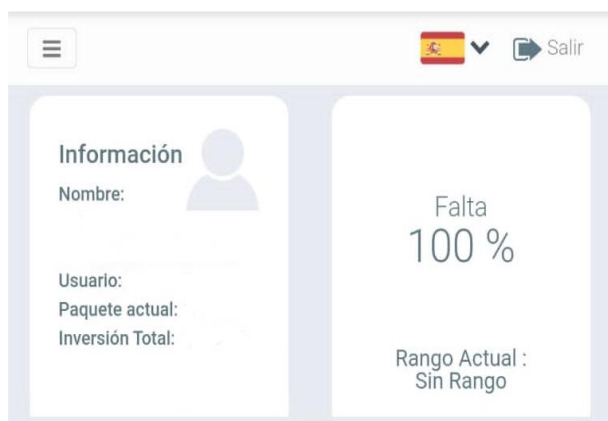 Salir
Información
Nombre:
Usuario:
Paquete actual:
Inversión Total:
Falta
100 %
Rango Actual :
Sin Rango